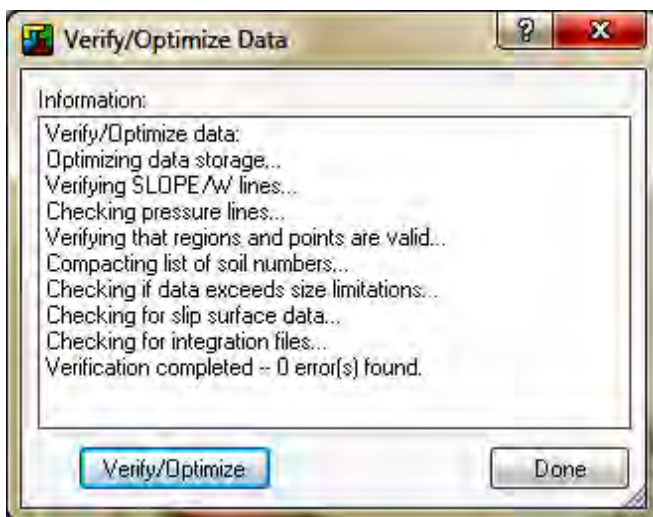 Verify/Optimize Data
?
Information:
Verify/Optimize data:
Optimizing data storage...
Verifying SLOPE/W lines...
Checking pressure lines...
Verifying that regions and points are valid...
Compacting list of soil numbers...
Checking if data exceeds size limitations...
Checking for slip surface data...
Checking for integration files...
Verification completed -- 0 error(s) found.
Verify/Optimize Done